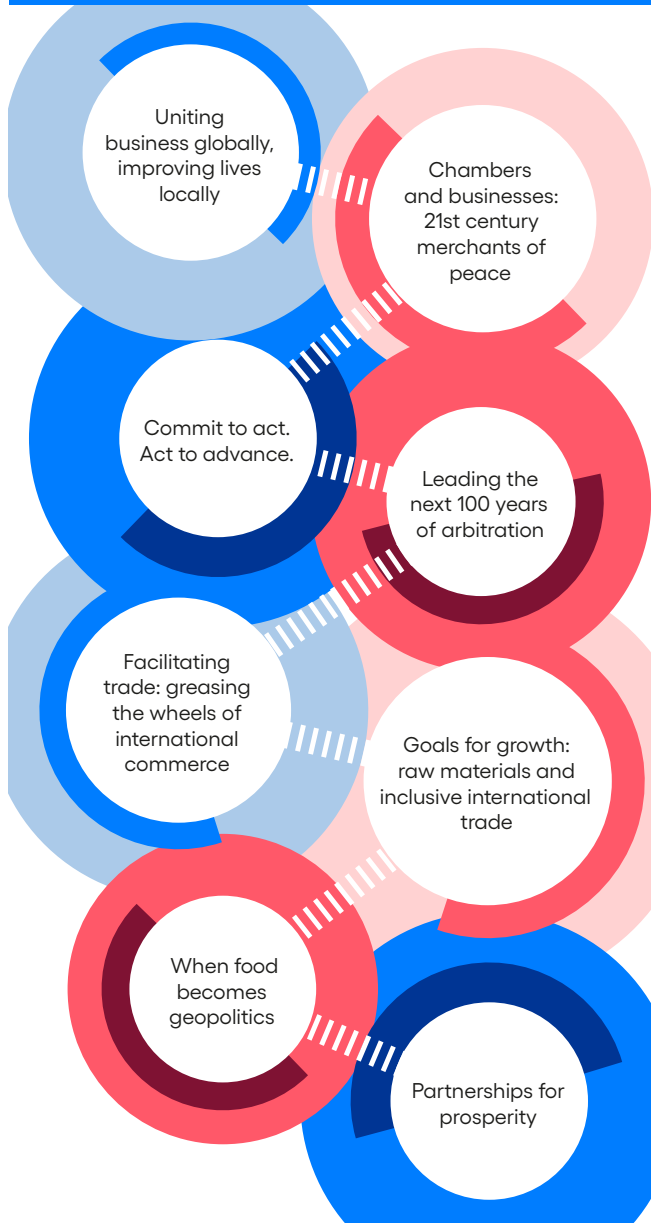 Uniting
business globally,
improving lives
locally
Chambers
and businesses:
21st century
merchants of
peace
Commit to act.
Act to advance.
Leading the
next 100 years
of arbitration
Facilitating
trade: greasing
the wheels of
international
commerce
Goals for growth:
raw materials and
inclusive international
trade
When food
becomes
geopolitics
Partnerships for
prosperity